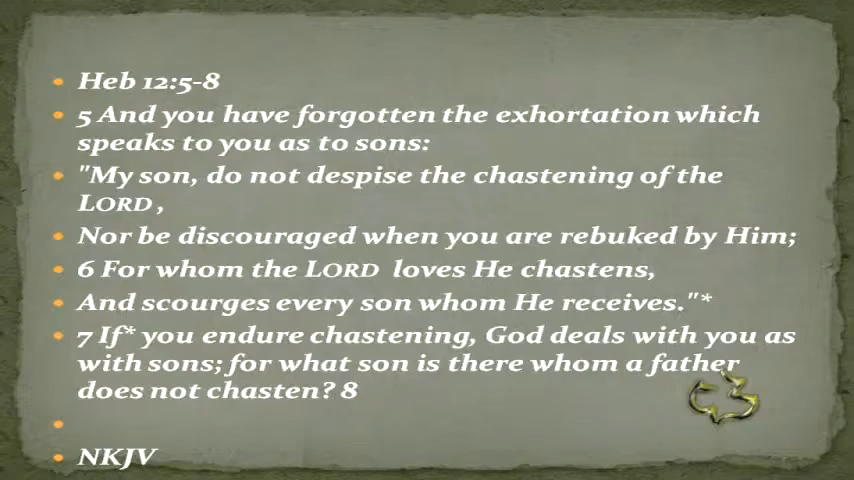 Heb 12:5-8
5 And you have forgotten the exhortation which
speaks to you as to sons:
"My son, do not despise the chastening of the
LORD ,
Nor be discouraged when you are rebuked by Him;
6 For whom the LORD loves He chastens,
And scourges every son whom He receives."*
7 If* you endure chastening, God deals with you as
with sons; for what son is there whom a father
does not chasten? 8
NKJV